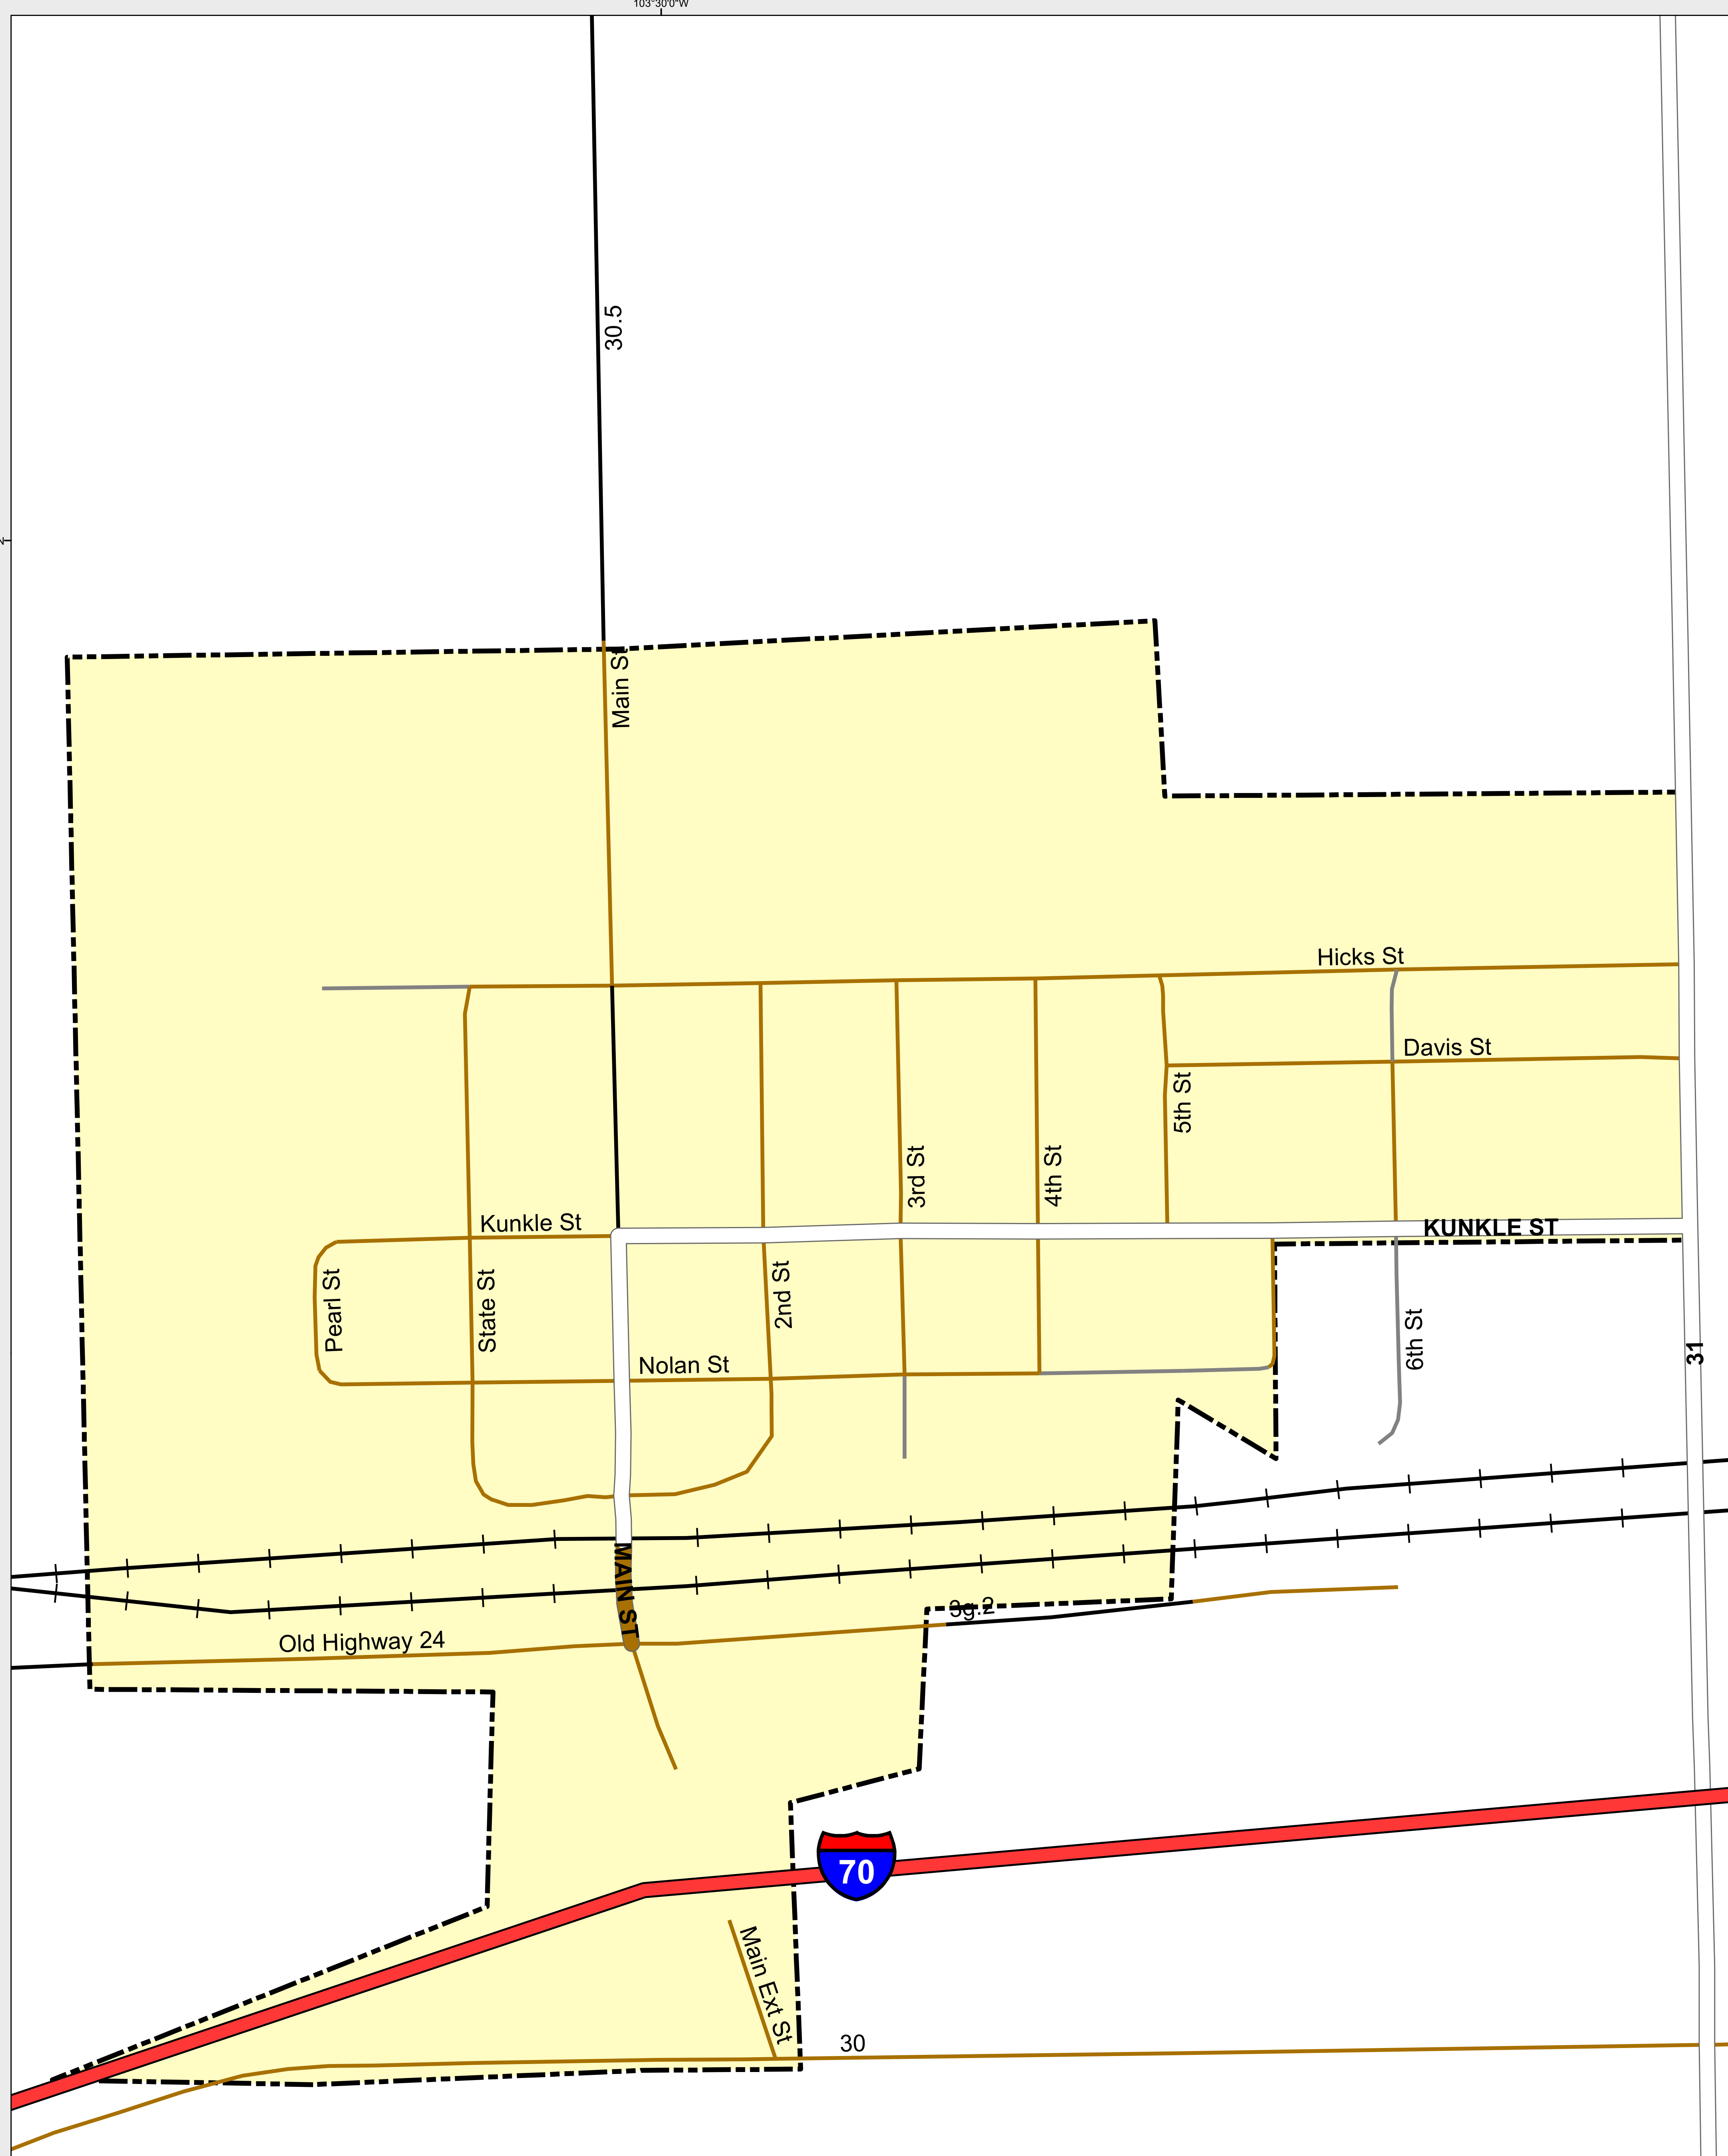 103°30'0"W
30.5
Main St
Hicks St
Davis St
5th St
3rd St
4th St
Kunkle St
KUNKLE ST
Pearl St
State St
2nd St
6th St
31
Nolan St
MAIN ST
3g.2
Old Highway 24
70
Main Ext St
30